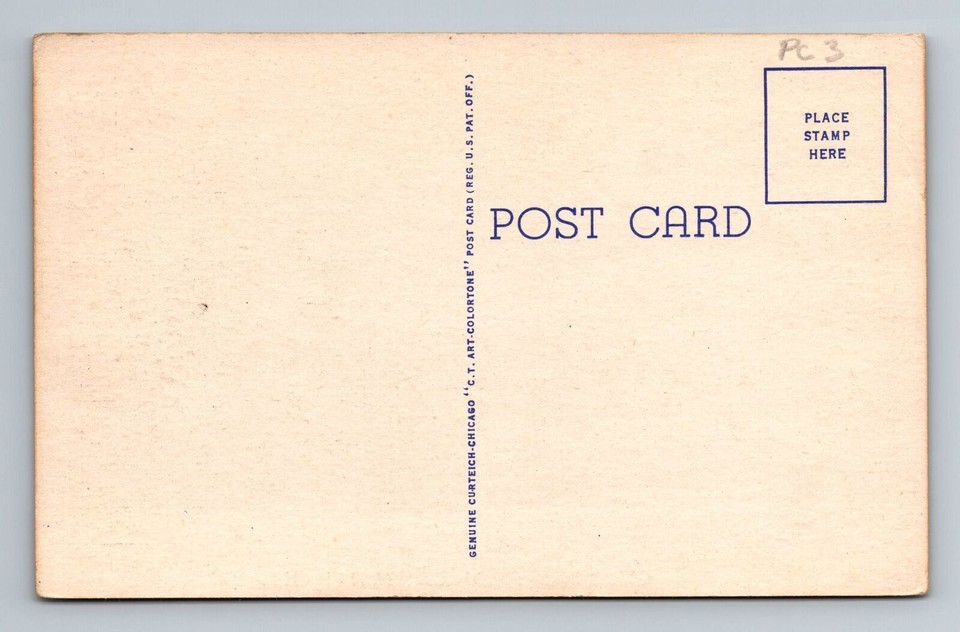 PC 3
PLACE
STAMP
HERE
POST CARD
GENUINE CURTEICH-CHICAGO "C.T. ART-COLORTONE" POST CARD (REG. U.S. PAT. OFF.)